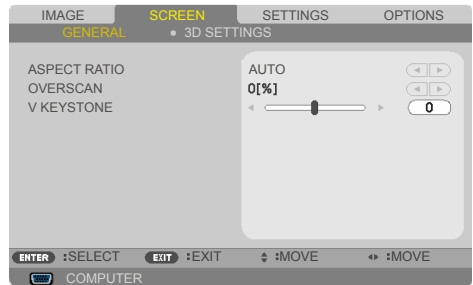 IMAGE SCREEN SETTINGS OPTIONS
GENERAL • 3D SETTINGS
ASPECT RATIO AUTO
OVERSCAN 0[%]
V KEYSTONE 0
ENTER :SELECT EXIT :EXIT :MOVE :MOVE
COMPUTER